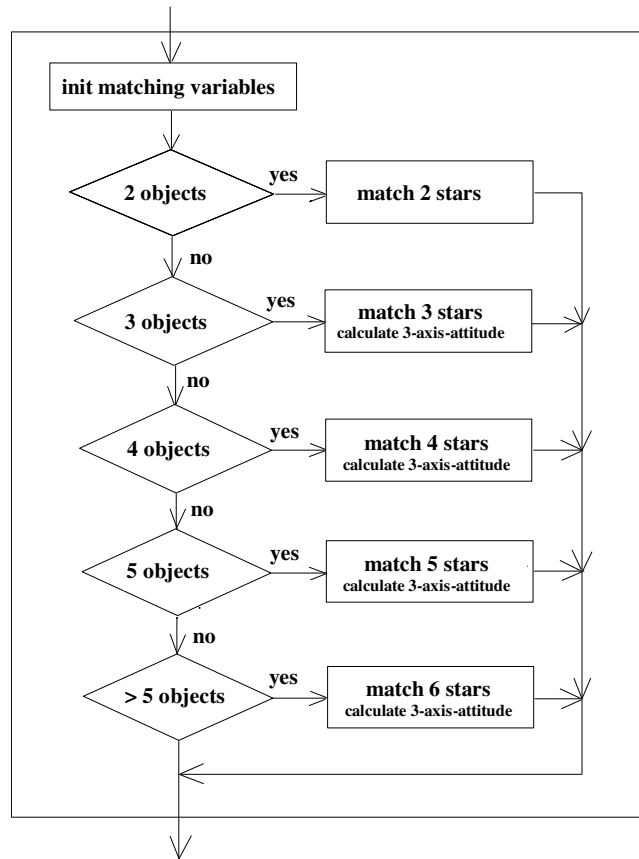 init matching variables
2 objects
yes
match 2 stars
no
3 objects
yes
match 3 stars
calculate 3-axis-attitude
no
4 objects
yes
match 4 stars
calculate 3-axis-attitude
no
5 objects
yes
match 5 stars
calculate 3-axis-attitude
no
> 5 objects
yes
match 6 stars
calculate 3-axis-attitude